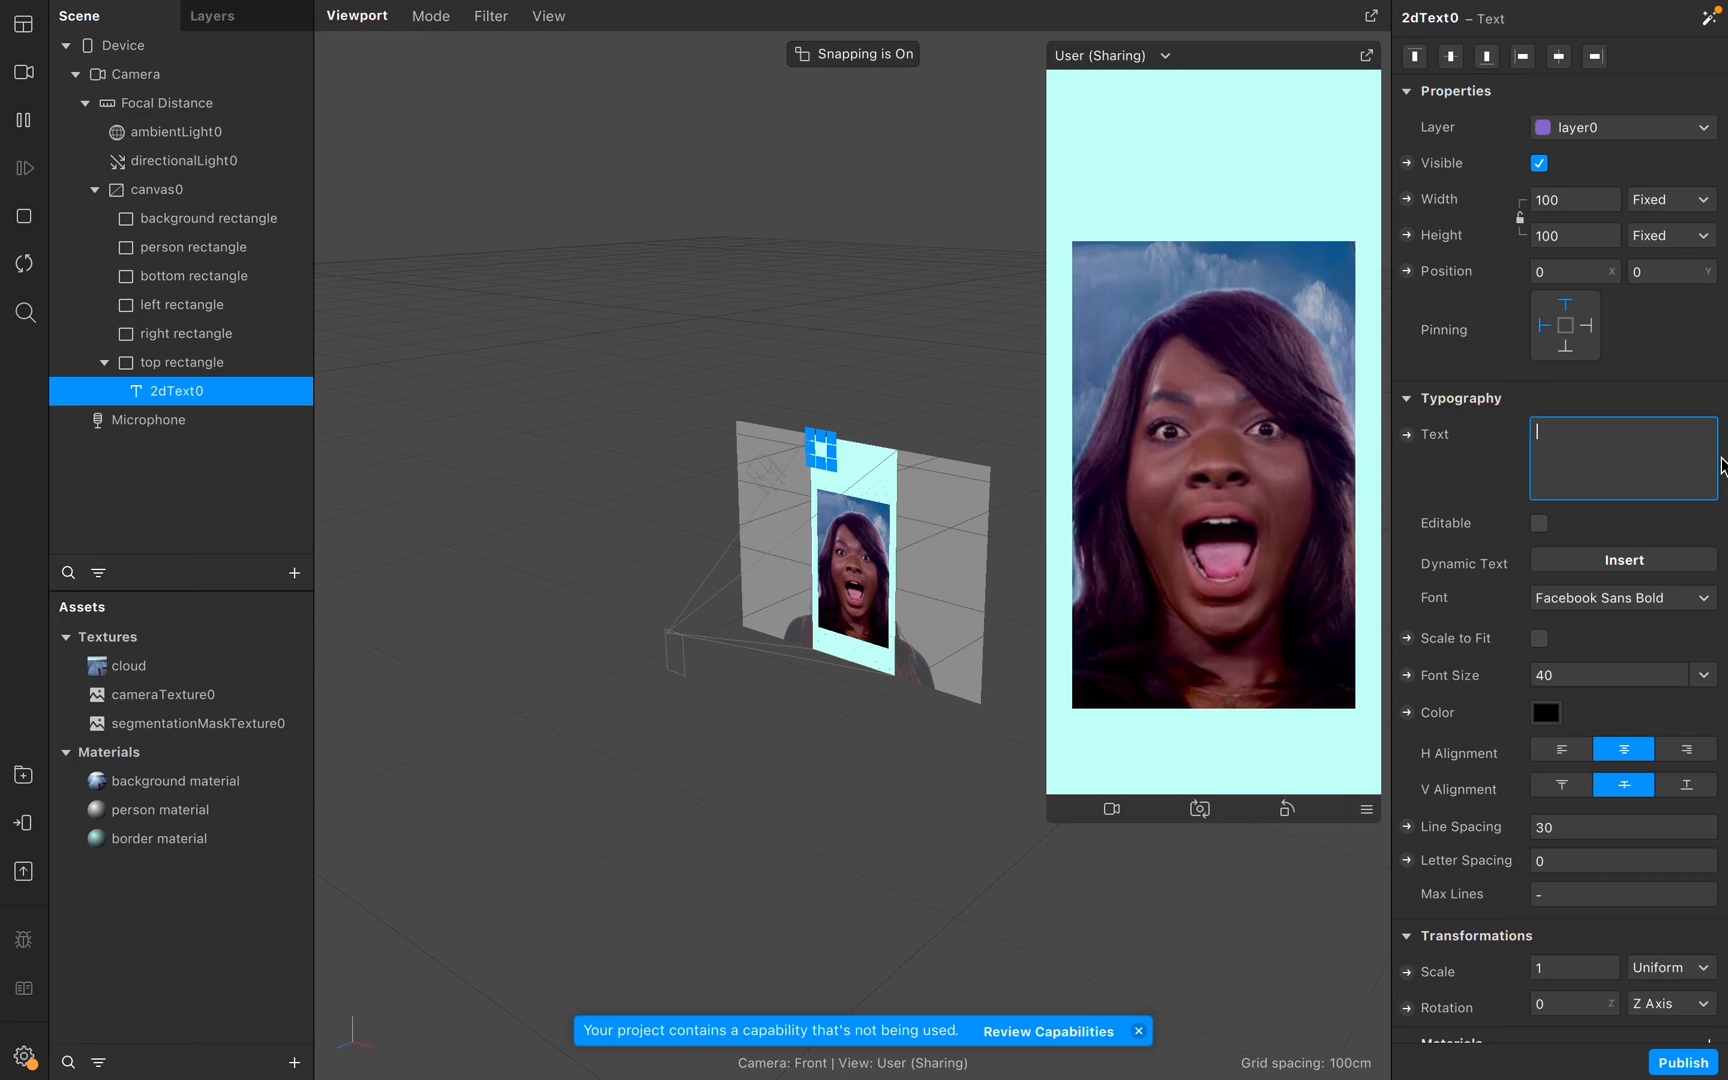 Scene
Layers
Device
Camera
Focal Distance
ambientLight0
directionalLight0
canvas0
background rectangle
person rectangle
bottom rectangle
left rectangle
right rectangle
top rectangle
2dText0
Microphone
Assets
Textures
cloud
cameraTexture0
segmentationMaskTexture0
Materials
background material
person material
border material
Viewport Mode Filter View
Snapping is On
User (Sharing)
Your project contains a capability that's not being used. Review Capabilities
Camera: Front | View: User (Sharing)
Grid spacing: 100cm
2dText0 – Text
Properties
Layer layer0
Visible
Width 100 Fixed
Height 100 Fixed
Position 0 X 0 Y
Pinning
Typography
Text
Editable
Dynamic Text Insert
Font Facebook Sans Bold
Scale to Fit
Font Size 40
Color
H Alignment
V Alignment
Line Spacing 30
Letter Spacing 0
Max Lines -
Transformations
Scale 1 Uniform
Rotation 0 Z Z Axis
Materials
Publish